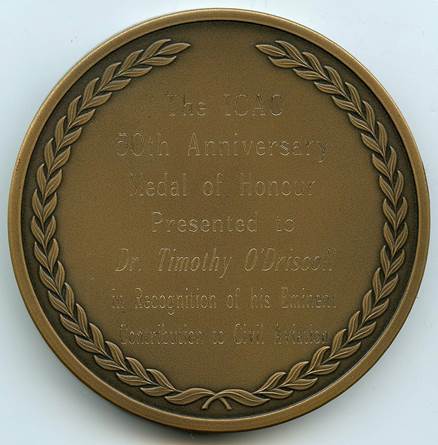 The ICAO
50th Anniversary
Medal of Honour
Presented to
Dr. Timothy O'Driscoll
in Recognition of his Eminent
Contribution to Civil Aviation